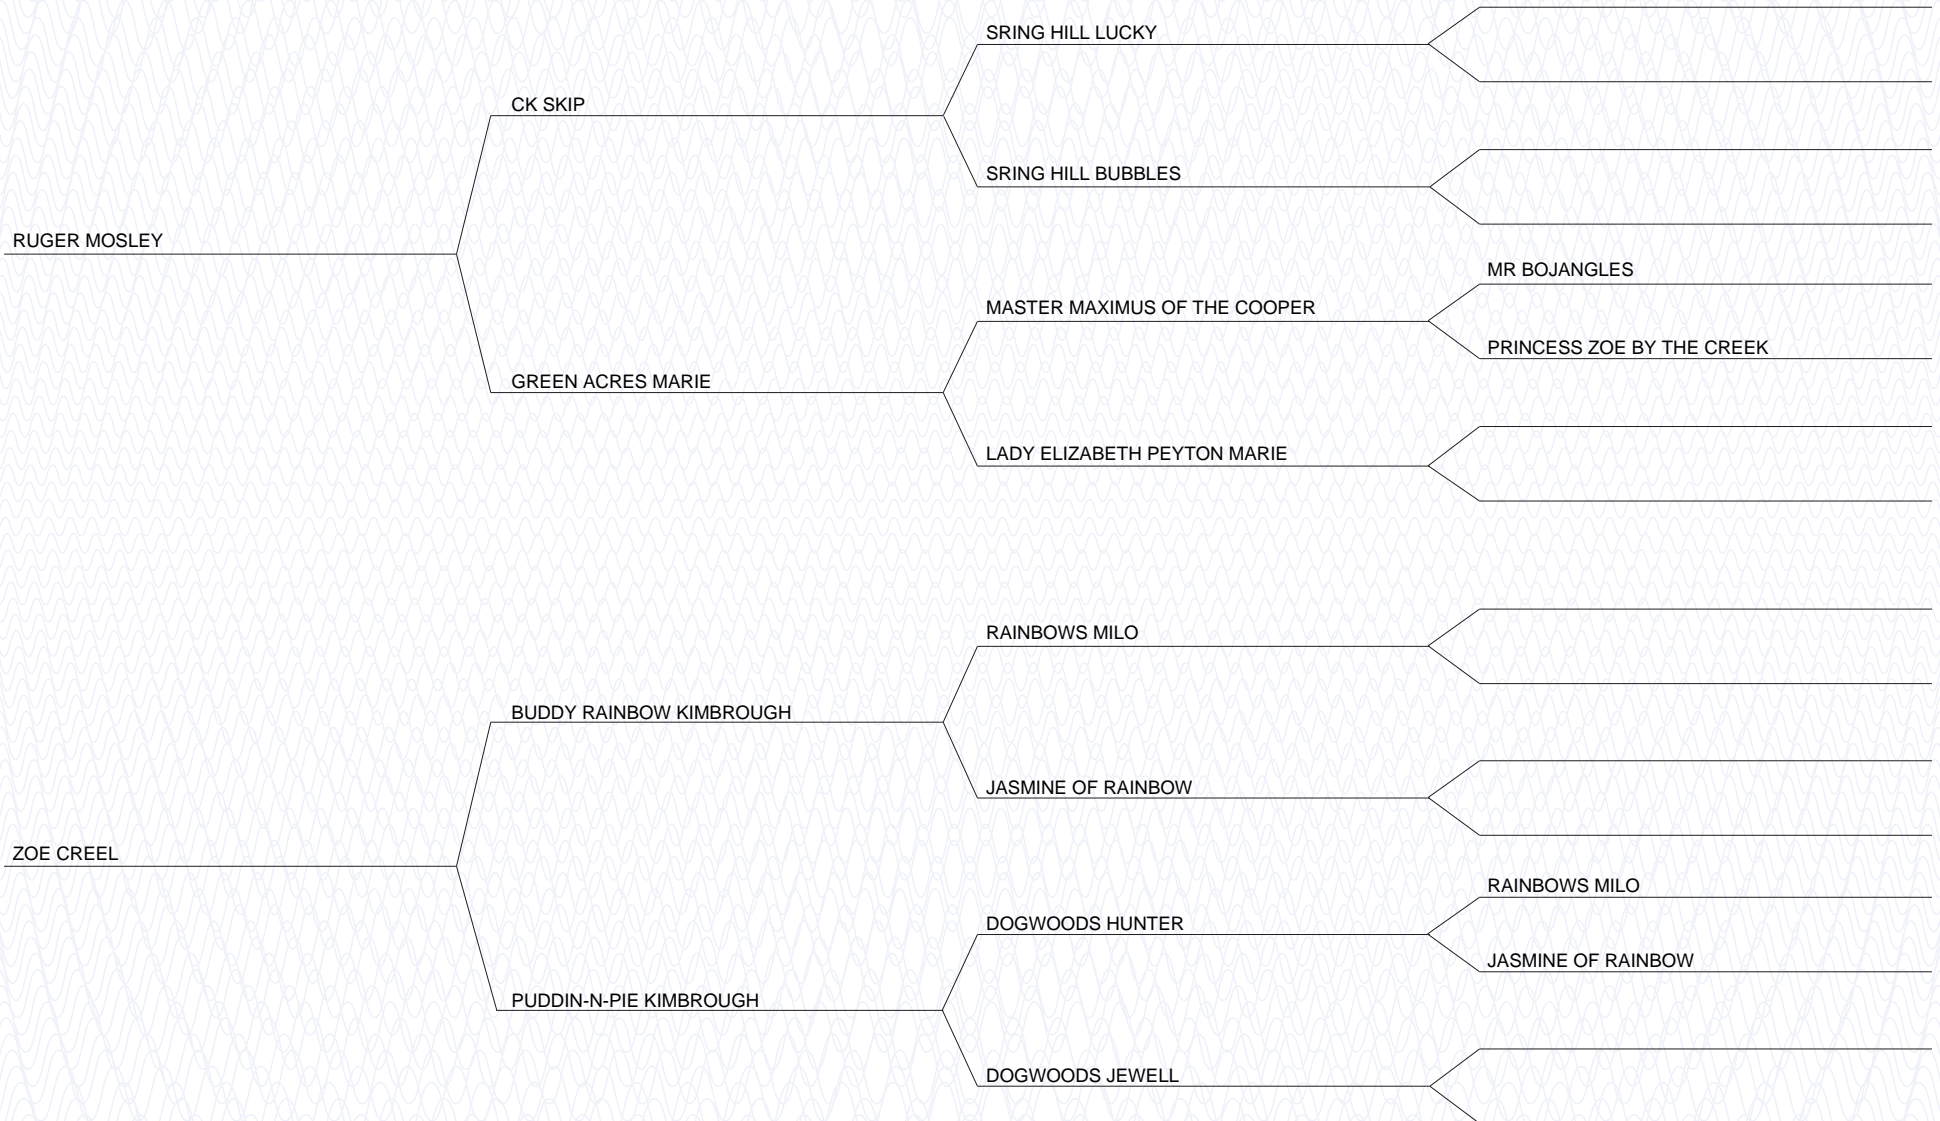 SRING HILL LUCKY
CK SKIP
SRING HILL BUBBLES
RUGER MOSLEY
MR BOJANGLES
MASTER MAXIMUS OF THE COOPER
PRINCESS ZOE BY THE CREEK
GREEN ACRES MARIE
LADY ELIZABETH PEYTON MARIE
RAINBOWS MILO
BUDDY RAINBOW KIMBROUGH
JASMINE OF RAINBOW
ZOE CREEL
RAINBOWS MILO
DOGWOODS HUNTER
JASMINE OF RAINBOW
PUDDIN-N-PIE KIMBROUGH
DOGWOODS JEWELL